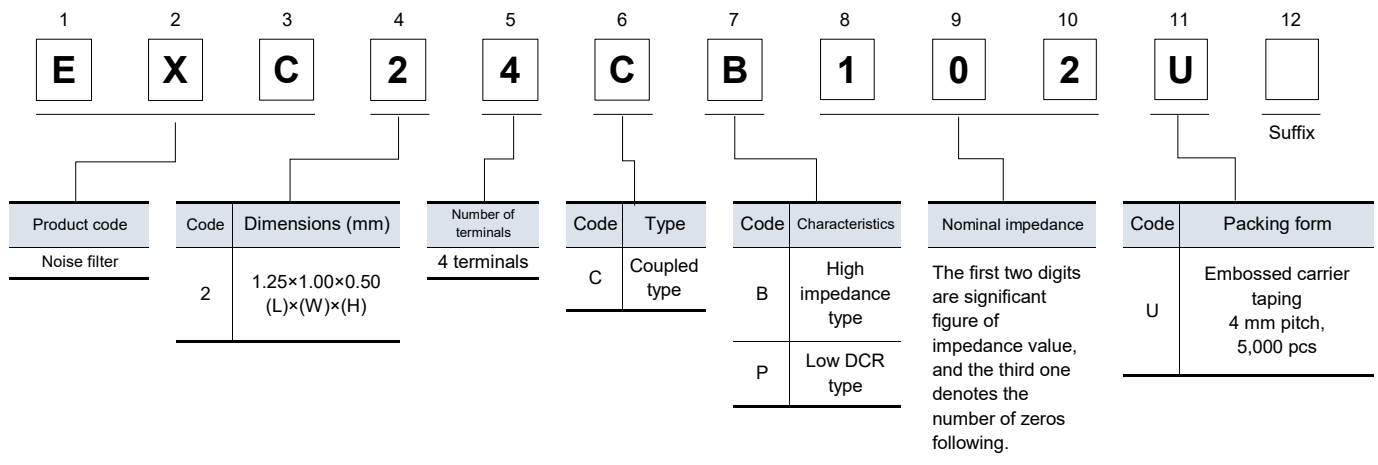 1 2 3 4 5 6 7 8 9 10 11 12
E X C 2 4 C B 1 0 2 U
Suffix
Product code
Noise filter
Code Dimensions (mm)
2
1.25×1.00×0.50
(L)×(W)×(H)
Number of
terminals
4 terminals
Code Type
C
Coupled
type
Code Characteristics
B
High
impedance
type
P
Low DCR
type
Nominal impedance
The first two digits
are significant
figure of
impedance value,
and the third one
denotes the
number of zeros
following.
Code Packing form
U
Embossed carrier
taping
4 mm pitch,
5,000 pcs